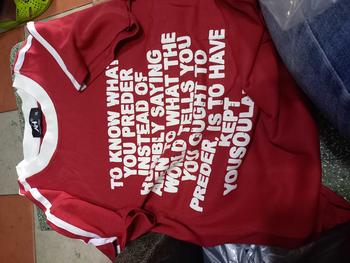 TO KNOW WHAT
YOU PREDER
INSTEAD OF
SAYING
TO WHAT THE
WORLD TELLS YOU
YOU OUGHT TO
PREDER IS TO HAVE
KEPT
YOUSOULA